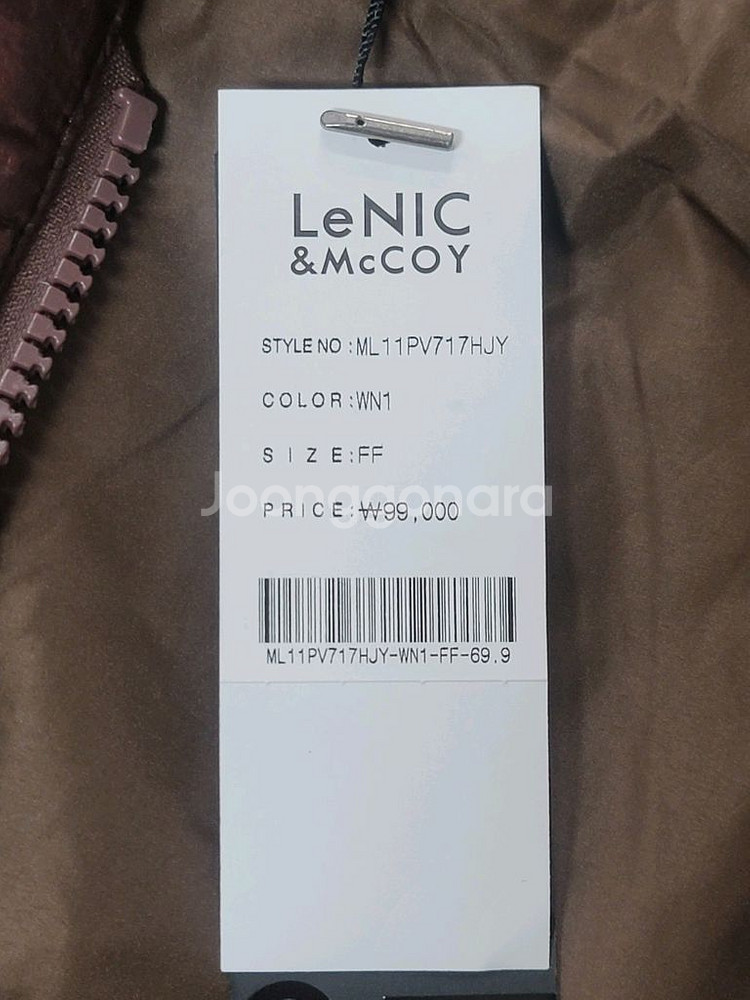 LeNIC
&McCOY
STYLE NO :ML11PV717HJY
COLOR:WN1
SIZE:FF
Joonggonara
PRICE:₩99,000
ML11PV717HJY-WN1-FF-69.9